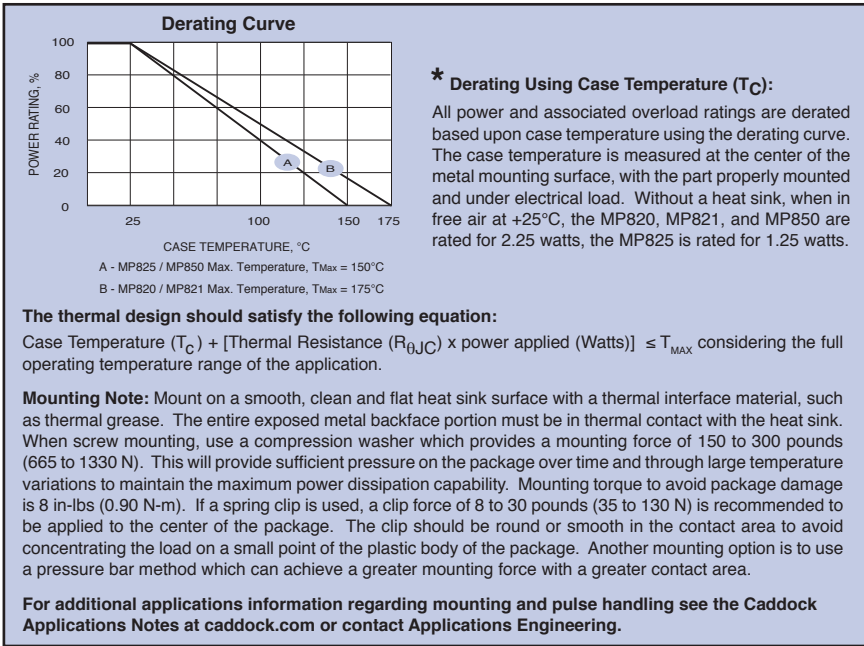 Derating Curve
100
80
60
40
20
0
POWER RATING, %
A
B
25
100
150
175
CASE TEMPERATURE, °C
A - MP825 / MP850 Max. Temperature, TMax = 150°C
B - MP820 / MP821 Max. Temperature, TMax = 175°C
* Derating Using Case Temperature (TC):
All power and associated overload ratings are derated
based upon case temperature using the derating curve.
The case temperature is measured at the center of the
metal mounting surface, with the part properly mounted
and under electrical load. Without a heat sink, when in
free air at +25°C, the MP820, MP821, and MP850 are
rated for 2.25 watts, the MP825 is rated for 1.25 watts.
The thermal design should satisfy the following equation:
Case Temperature (TC) + [Thermal Resistance (RθJC) x power applied (Watts)] ≤ TMAX considering the full
operating temperature range of the application.
Mounting Note: Mount on a smooth, clean and flat heat sink surface with a thermal interface material, such
as thermal grease. The entire exposed metal backface portion must be in thermal contact with the heat sink.
When screw mounting, use a compression washer which provides a mounting force of 150 to 300 pounds
(665 to 1330 N). This will provide sufficient pressure on the package over time and through large temperature
variations to maintain the maximum power dissipation capability. Mounting torque to avoid package damage
is 8 in-lbs (0.90 N-m). If a spring clip is used, a clip force of 8 to 30 pounds (35 to 130 N) is recommended to
be applied to the center of the package. The clip should be round or smooth in the contact area to avoid
concentrating the load on a small point of the plastic body of the package. Another mounting option is to use
a pressure bar method which can achieve a greater mounting force with a greater contact area.
For additional applications information regarding mounting and pulse handling see the Caddock
Applications Notes at caddock.com or contact Applications Engineering.